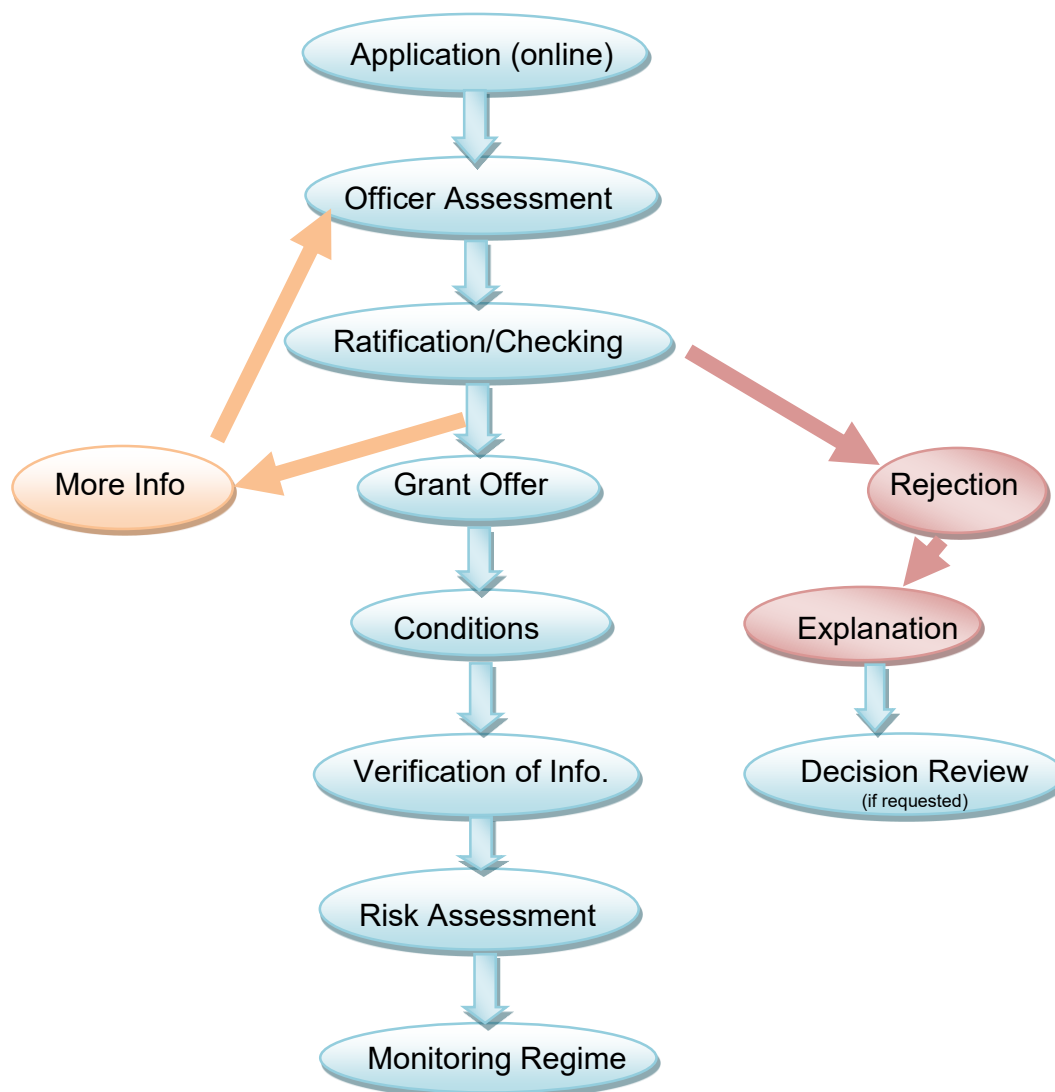 Application (online)
Officer Assessment
Ratification/Checking
More Info
Grant Offer
Rejection
Conditions
Explanation
Verification of Info.
Decision Review
(if requested)
Risk Assessment
Monitoring Regime